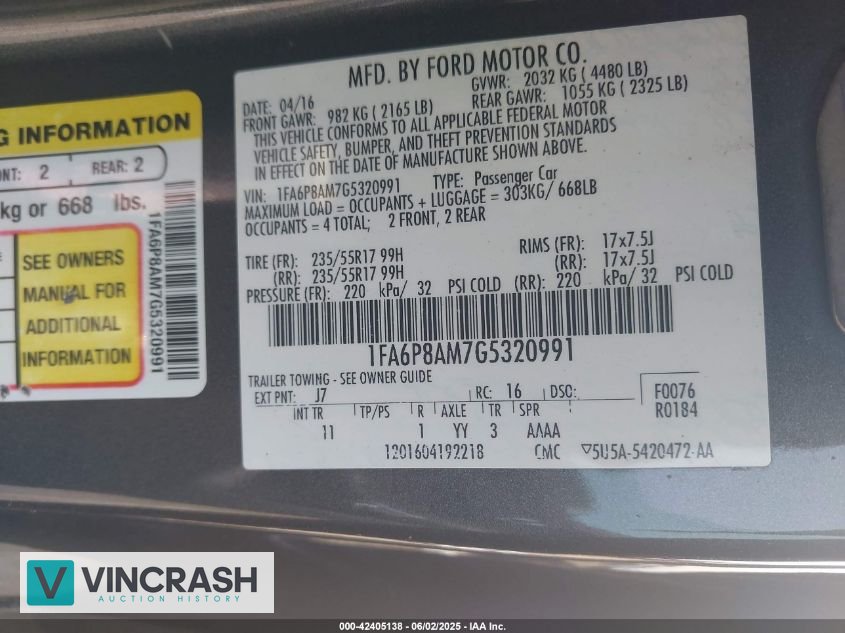 G INFORMATION
NT: 2 REAR: 2
kg or 668 lbs.
SEE OWNERS
MANUAL FOR
ADDITIONAL
INFORMATION
1FA6P8AM7G5320991
MFD. BY FORD MOTOR CO.
DATE: 04/16 GVWR: 2032 KG ( 4480 LB)
FRONT GAWR: 982 KG ( 2165 LB) REAR GAWR: 1055 KG ( 2325 LB)
THIS VEHICLE CONFORMS TO ALL APPLICABLE FEDERAL MOTOR
VEHICLE SAFETY, BUMPER, AND THEFT PREVENTION STANDARDS
IN EFFECT ON THE DATE OF MANUFACTURE SHOWN ABOVE.
VIN: 1FA6P8AM7G5320991 TYPE: Passenger Car
MAXIMUM LOAD = OCCUPANTS + LUGGAGE = 303KG/ 668LB
OCCUPANTS = 4 TOTAL; 2 FRONT, 2 REAR
TIRE (FR): 235/55R17 99H RIMS (FR): 17x7.5J
(RR): 235/55R17 99H (RR): 17x7.5J
PRESSURE (FR): 220 kPa/ 32 PSI COLD (RR): 220 kPa/ 32 PSI COLD
1FA6P8AM7G5320991
TRAILER TOWING - SEE OWNER GUIDE
EXT PNT: J7 RC: 16 DSO: F0076
INT TR TP/PS R AXLE TR SPR R0184
11 1 YY 3 AAAA
1201604192218 CMC ▽5U5A-5420472-AA
VINCRASH
AUCTION HISTORY
000-42405138 - 06/02/2025 - IAA Inc.